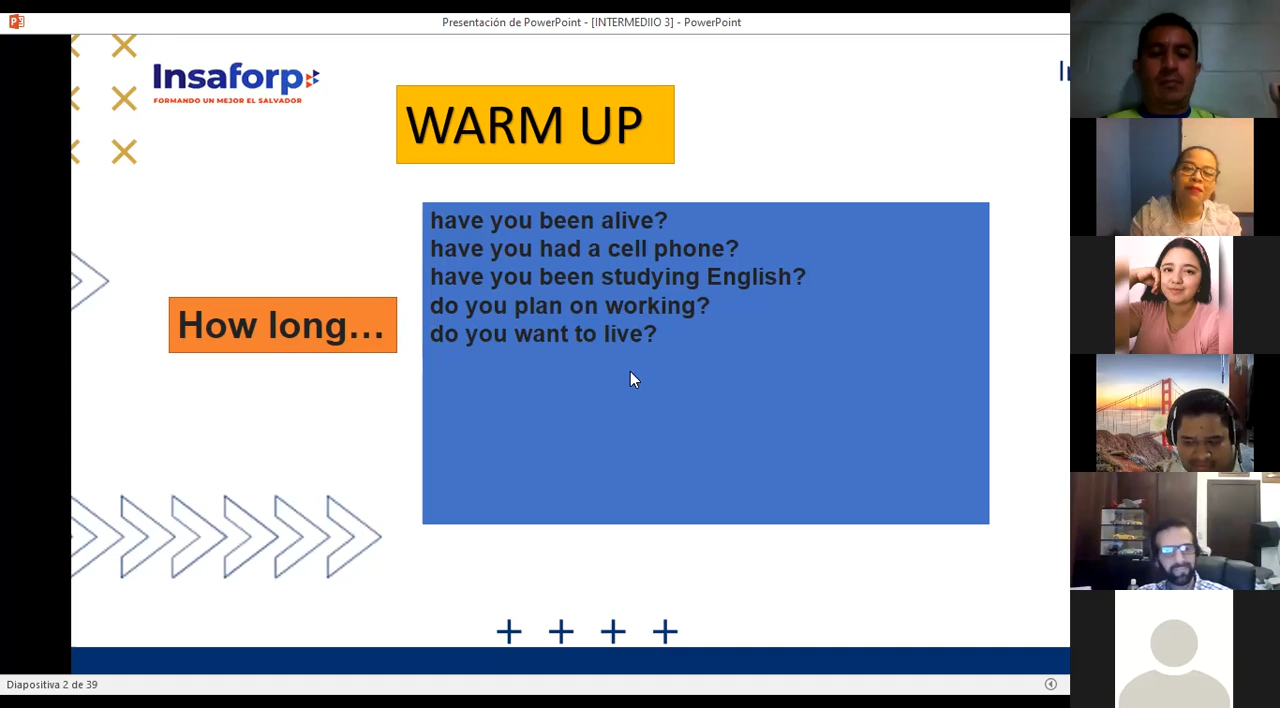 Presentación de PowerPoint - [INTERMEDIIO 3] - PowerPoint
Insaforp
FORMANDO UN MEJOR EL SALVADOR
WARM UP
How long...
have you been alive?
have you had a cell phone?
have you been studying English?
do you plan on working?
do you want to live?
Diapositiva 2 de 39